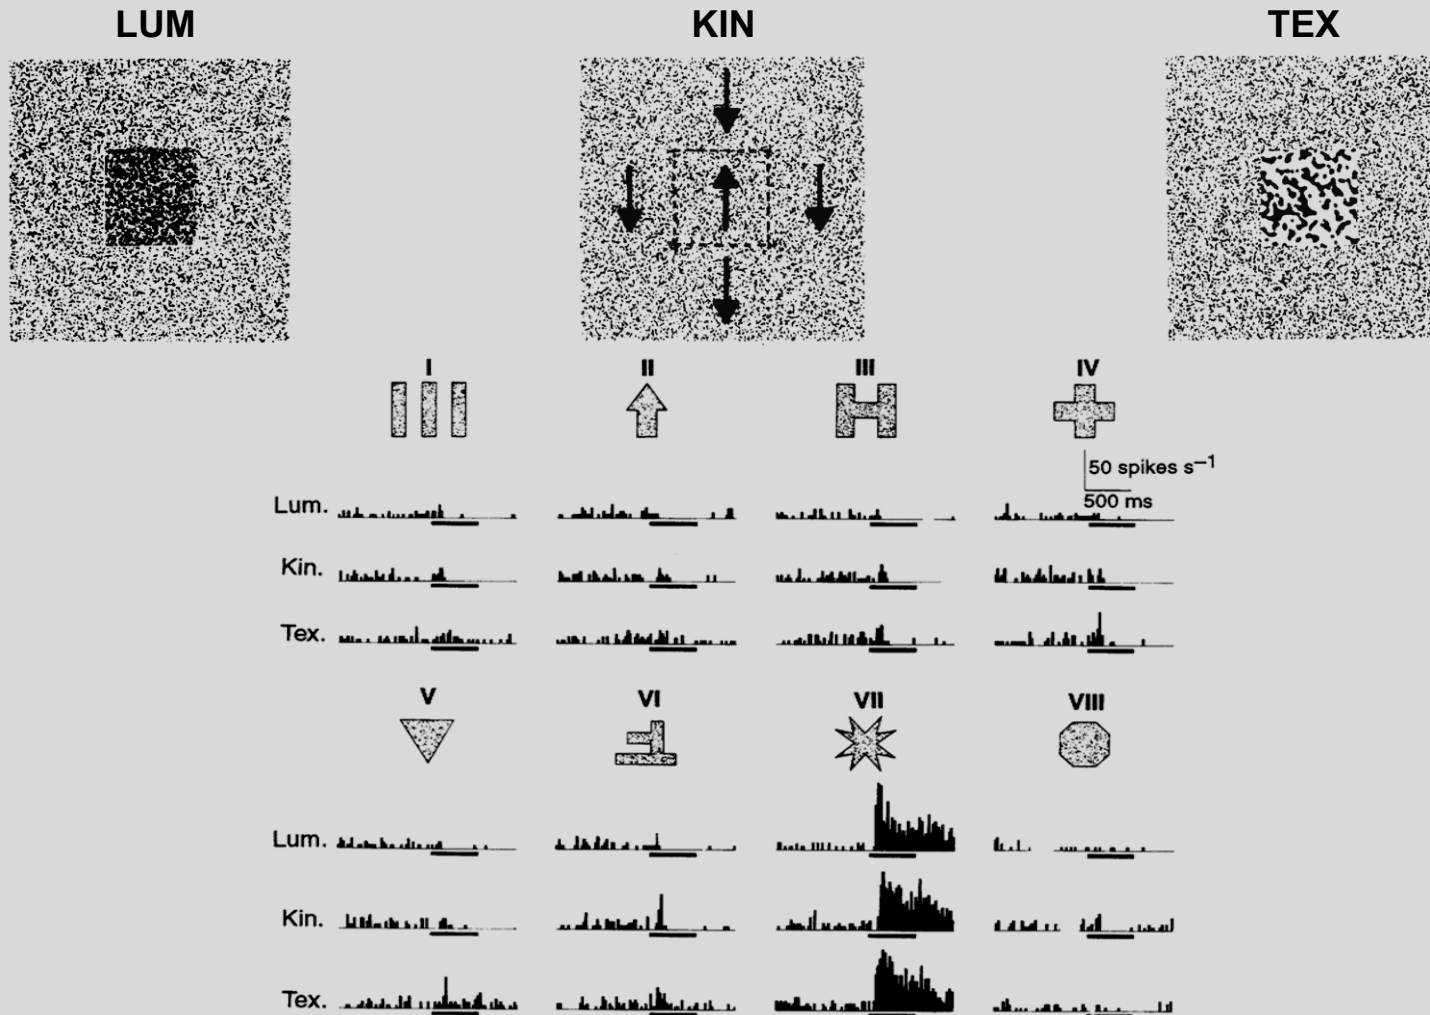 LUM KIN TEX
I II III IV
50 spikes s⁻¹
500 ms
Lum.
Kin.
Tex.
V VI VII VIII
Lum.
Kin.
Tex.